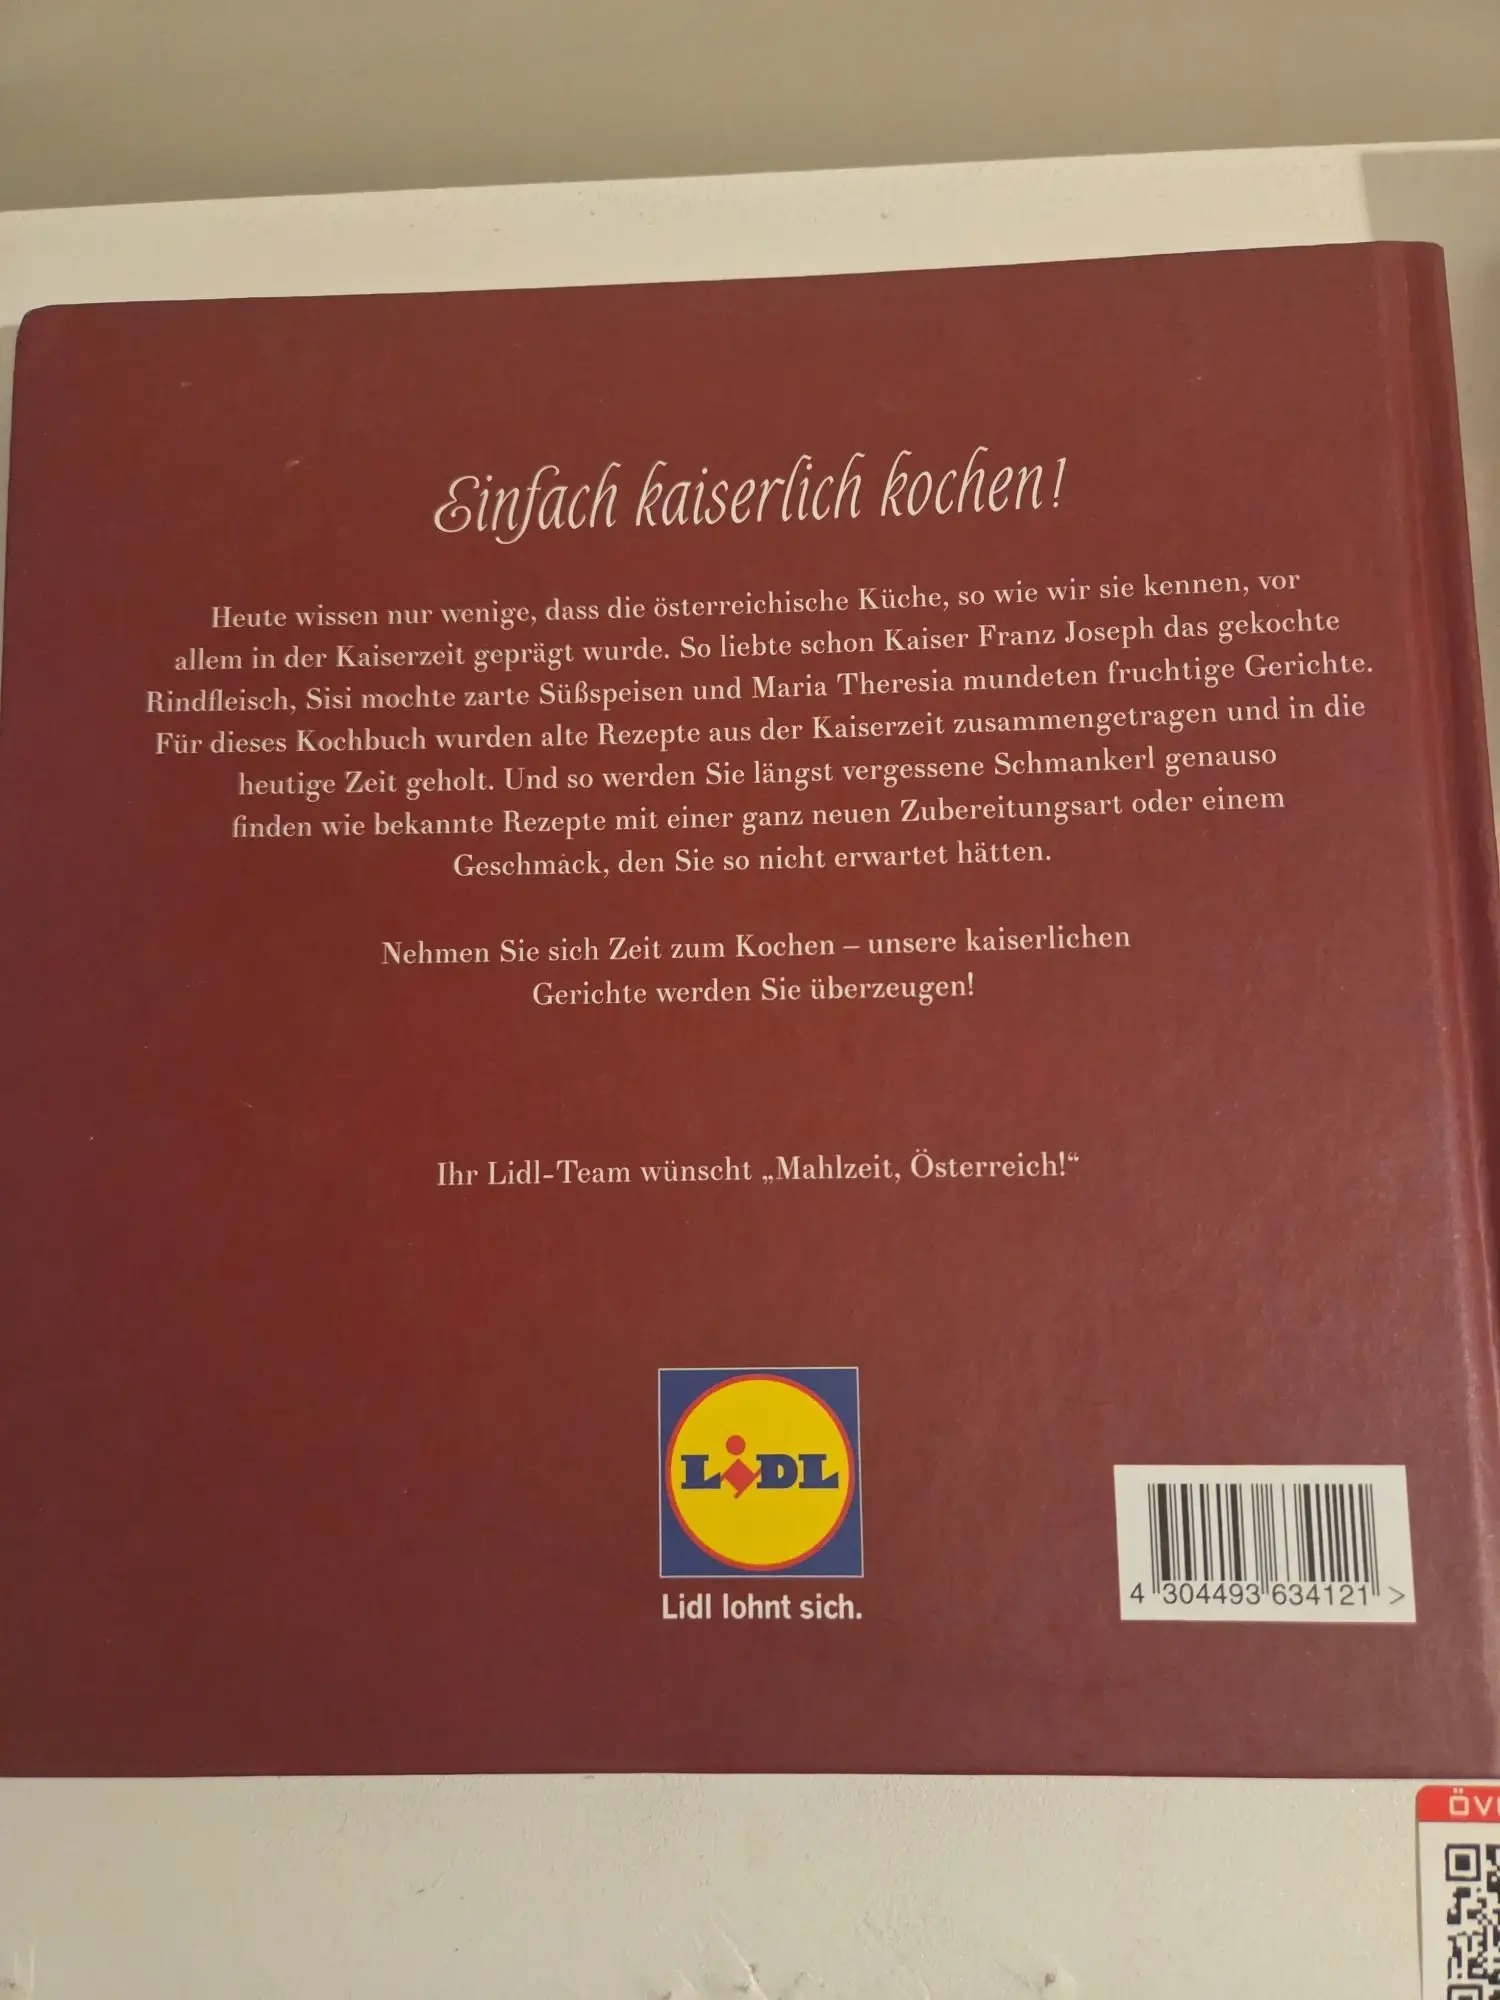 Einfach kaiserlich kochen!
Heute wissen nur wenige, dass die österreichische Küche, so wie wir sie kennen, vor
allem in der Kaiserzeit geprägt wurde. So liebte schon Kaiser Franz Joseph das gekochte
Rindfleisch, Sisi mochte zarte Süßspeisen und Maria Theresia mundeten fruchtige Gerichte.
Für dieses Kochbuch wurden alte Rezepte aus der Kaiserzeit zusammengetragen und in die
heutige Zeit geholt. Und so werden Sie längst vergessene Schmankerl genauso
finden wie bekannte Rezepte mit einer ganz neuen Zubereitungsart oder einem
Geschmack, den Sie so nicht erwartet hätten.
Nehmen Sie sich Zeit zum Kochen – unsere kaiserlichen
Gerichte werden Sie überzeugen!
Ihr Lidl-Team wünscht „Mahlzeit, Österreich!“
LIDL
Lidl lohnt sich.
4 304493 634121 >